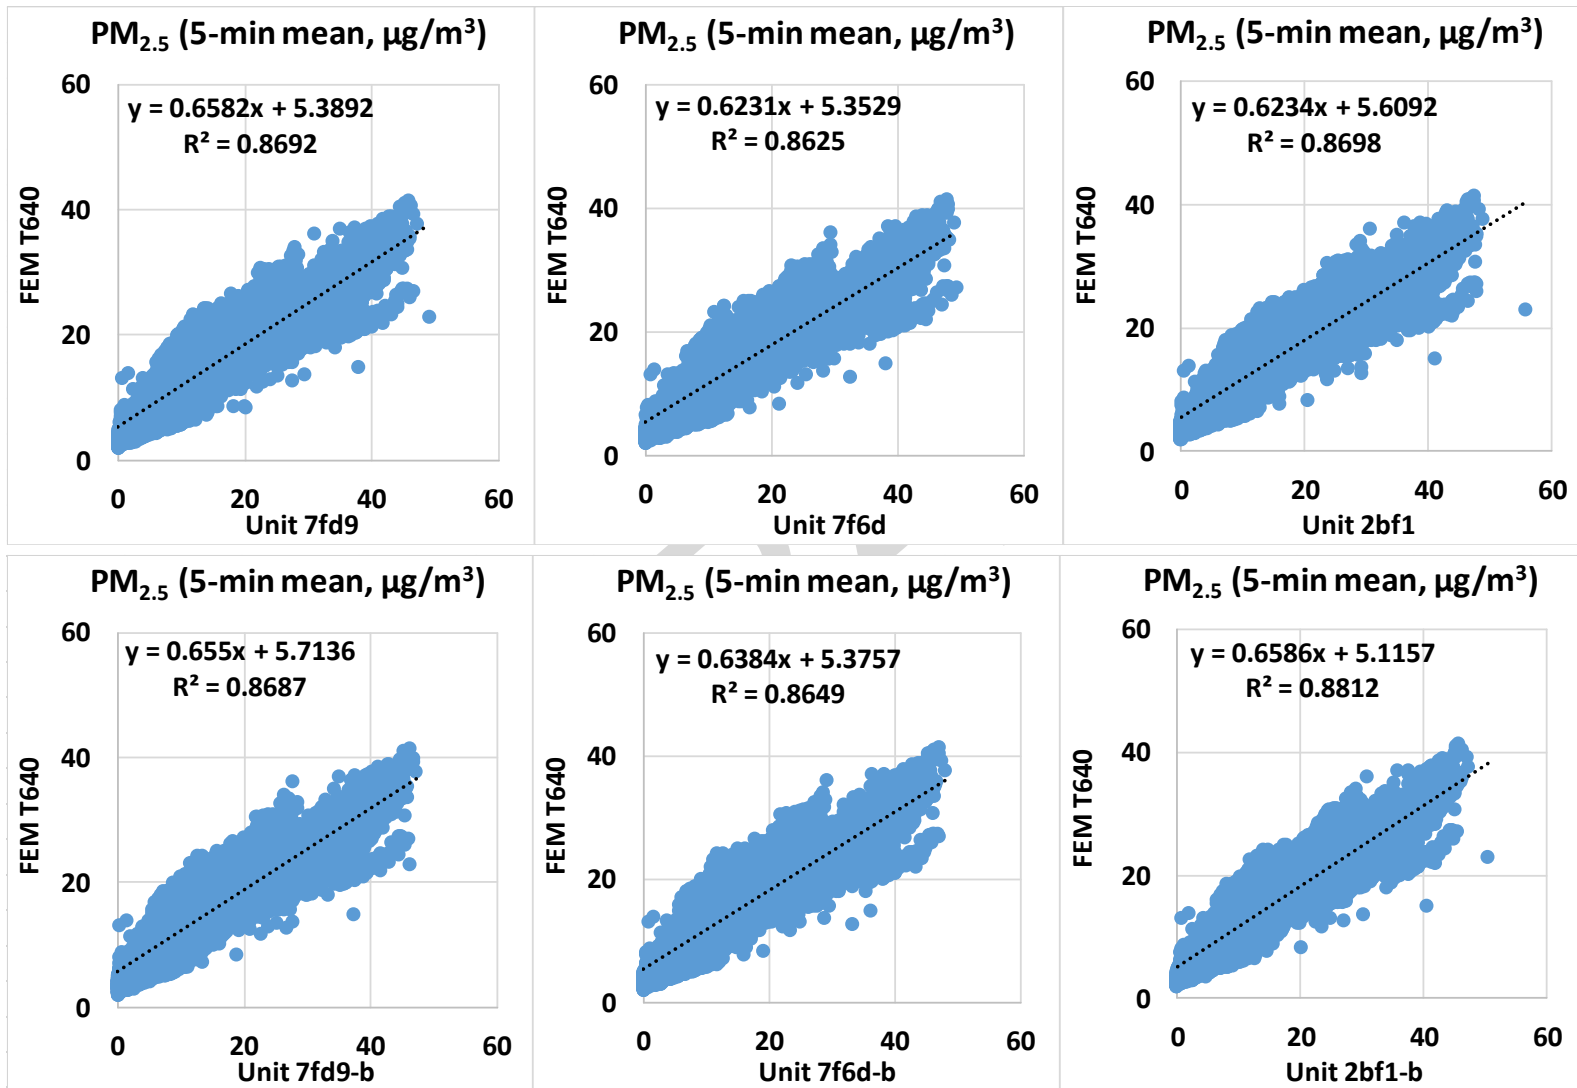 PM2.5 (5-min mean, µg/m³)
y = 0.6582x + 5.3892
R² = 0.8692
FEM T640
60
40
20
0
0 20 40 60
Unit 7fd9
PM2.5 (5-min mean, µg/m³)
y = 0.6231x + 5.3529
R² = 0.8625
FEM T640
60
40
20
0
0 20 40 60
Unit 7f6d
PM2.5 (5-min mean, µg/m³)
y = 0.6234x + 5.6092
R² = 0.8698
FEM T640
60
40
20
0
0 20 40 60
Unit 2bf1
PM2.5 (5-min mean, µg/m³)
y = 0.655x + 5.7136
R² = 0.8687
FEM T640
60
40
20
0
0 20 40 60
Unit 7fd9-b
PM2.5 (5-min mean, µg/m³)
y = 0.6384x + 5.3757
R² = 0.8649
FEM T640
60
40
20
0
0 20 40 60
Unit 7f6d-b
PM2.5 (5-min mean, µg/m³)
y = 0.6586x + 5.1157
R² = 0.8812
FEM T640
60
40
20
0
0 20 40 60
Unit 2bf1-b